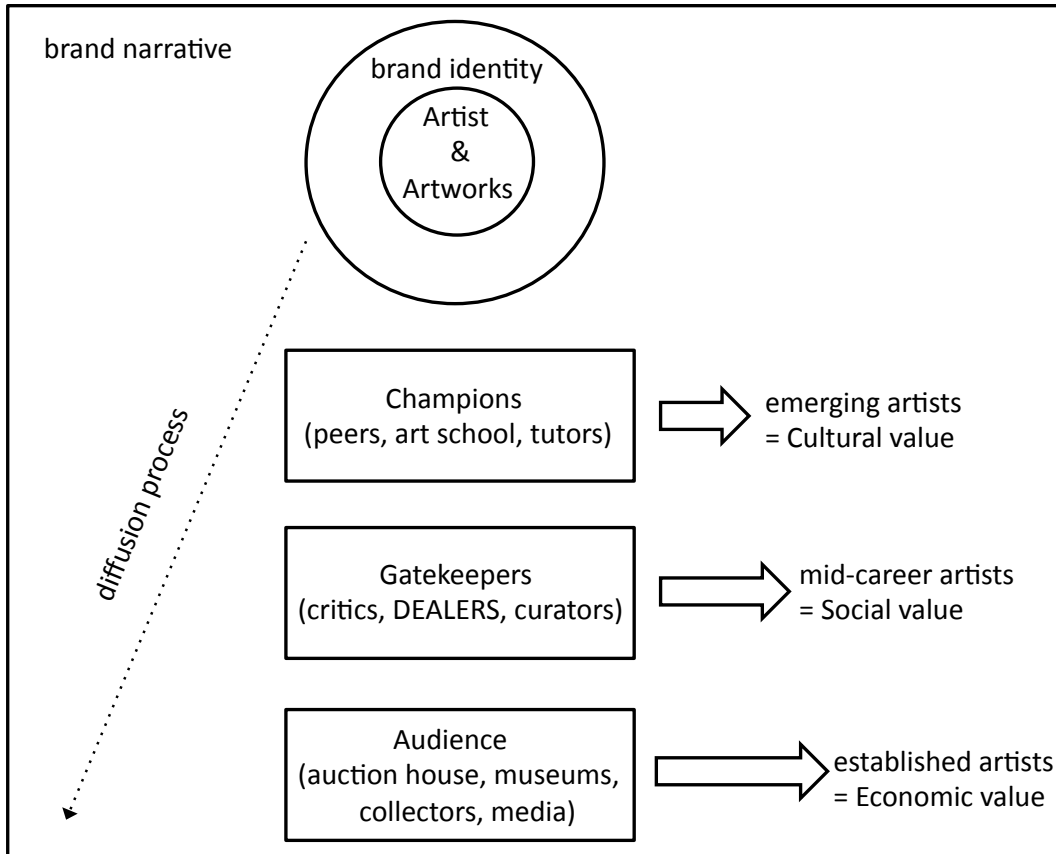 brand narrative
brand identity
Artist
&
Artworks
diffusion process
Champions
(peers, art school, tutors)
emerging artists
= Cultural value
Gatekeepers
(critics, DEALERS, curators)
mid-career artists
= Social value
Audience
(auction house, museums,
collectors, media)
established artists
= Economic value